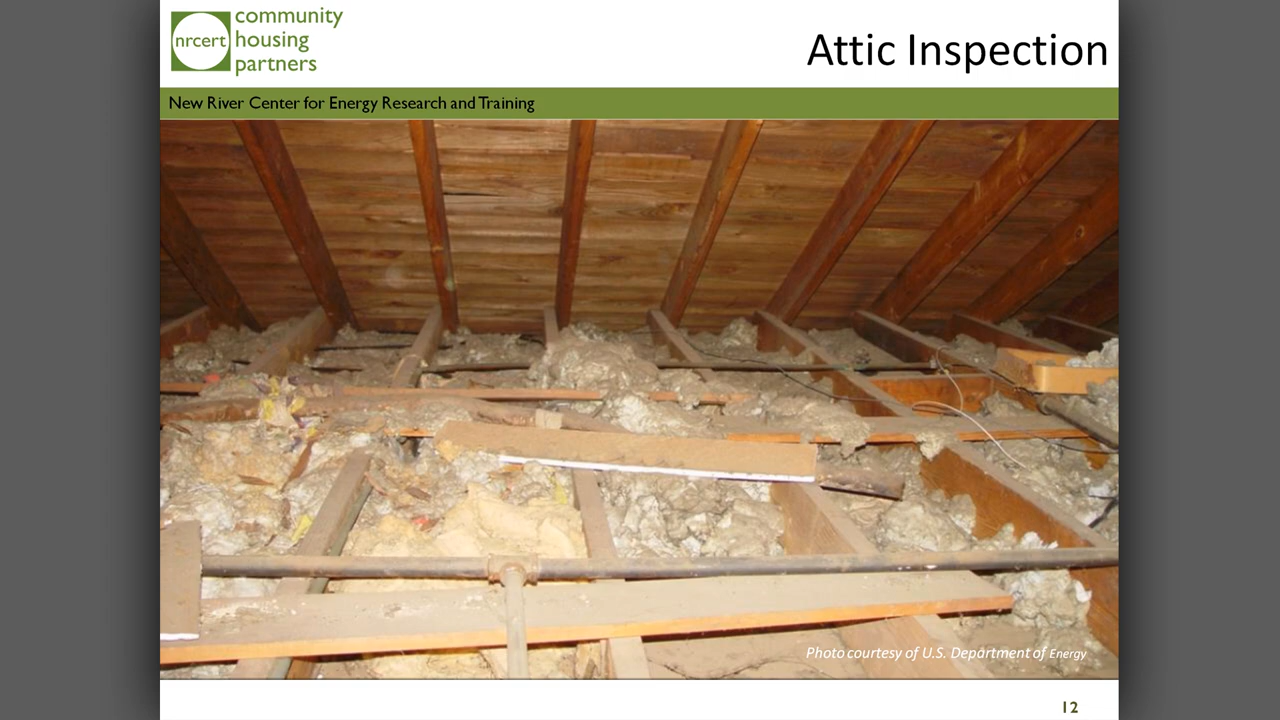 nrcert
community
housing
partners
Attic Inspection
New River Center for Energy Research and Training
Photo courtesy of U.S. Department of Energy
12